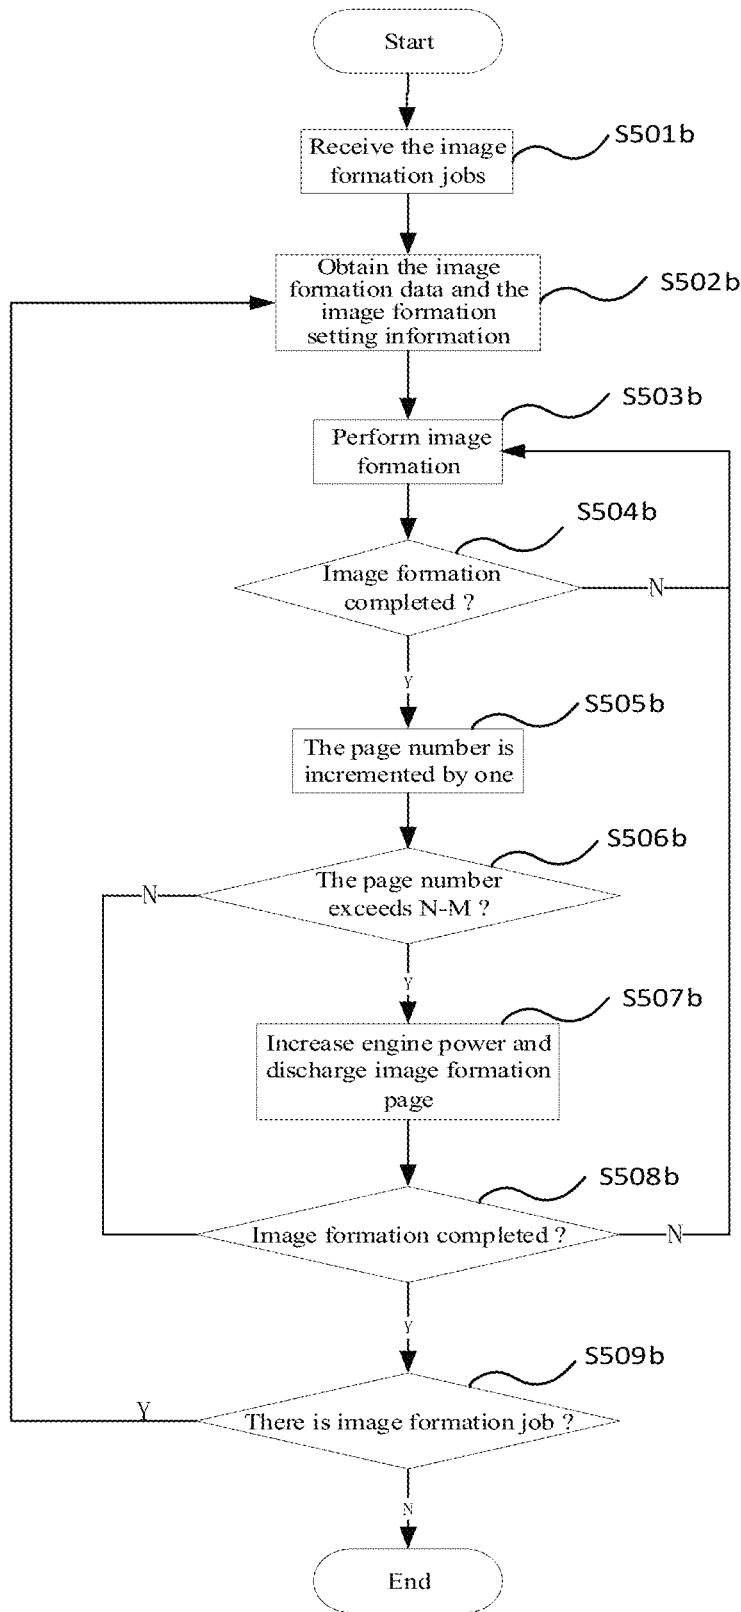 Start
S501b
Receive the image
formation jobs
S502b
Obtain the image
formation data and the
image formation
setting information
S503b
Perform image
formation
S504b
Image formation
completed ?
N
Y
S505b
The page number is
incremented by one
S506b
The page number
exceeds N-M ?
N
Y
S507b
Increase engine power and
discharge image formation
page
S508b
Image formation completed ?
N
Y
S509b
There is image formation job ?
Y
N
End